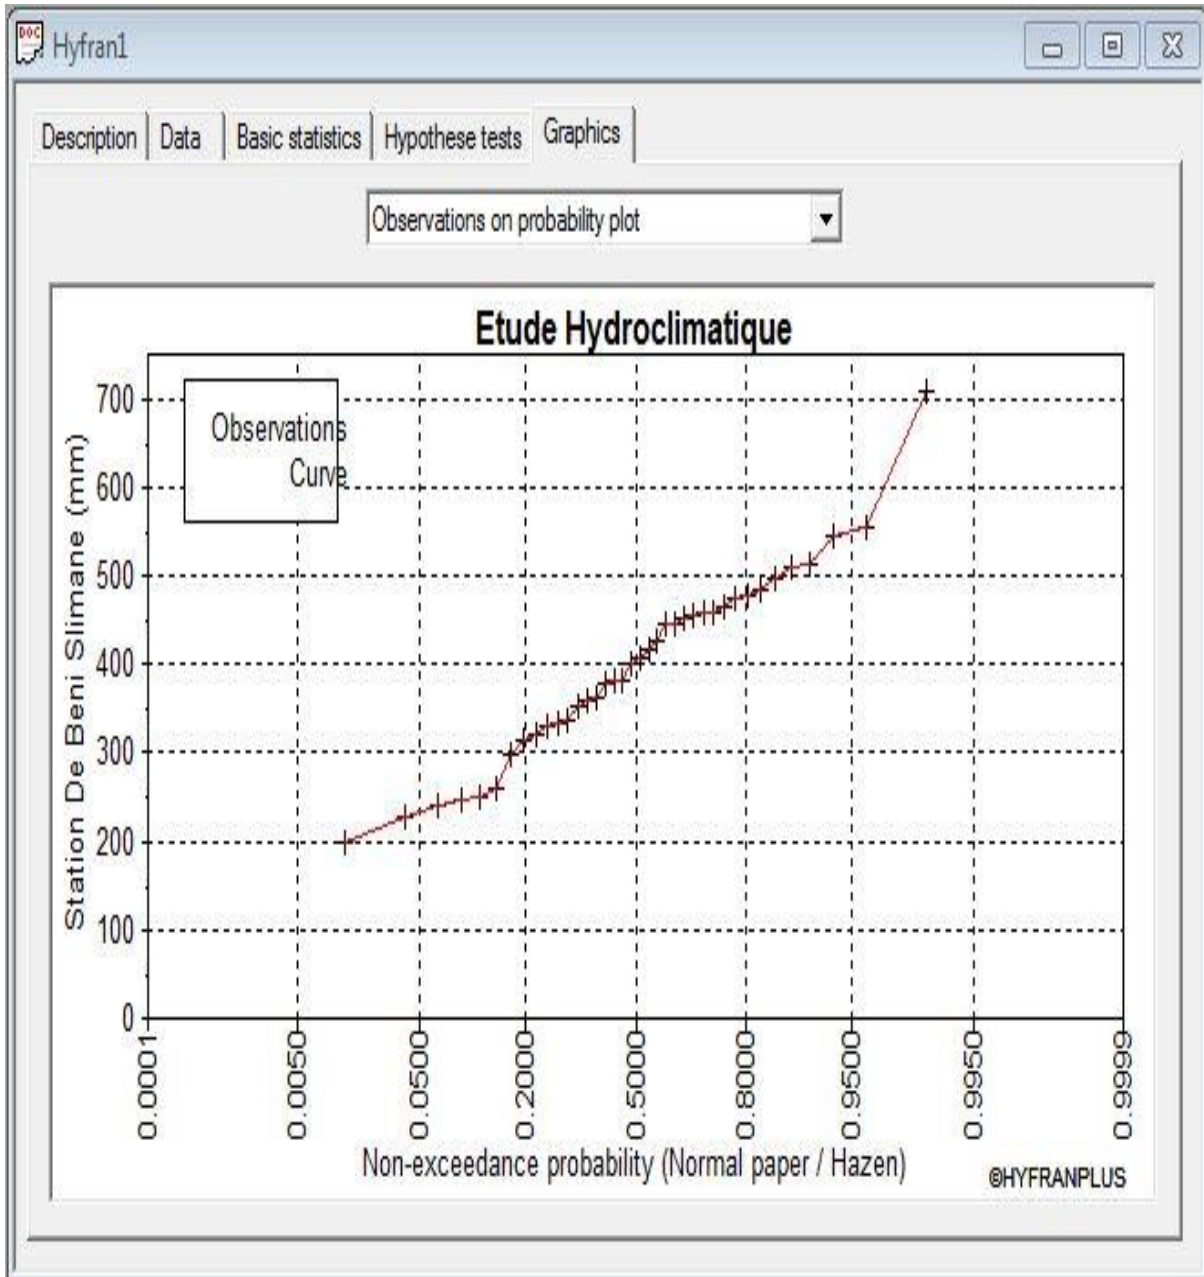 DOC
Hyfran1
Description
Data
Basic statistics
Hypothese tests
Graphics
Observations on probability plot
Etude Hydroclimatique
Observations
Curve
Station De Beni Slimane (mm)
700
600
500
400
300
200
100
0
0.0001
0.0050
0.0500
0.2000
0.5000
0.8000
0.9500
0.9950
0.9999
Non-exceedance probability (Normal paper / Hazen)
©HYFRANPLUS